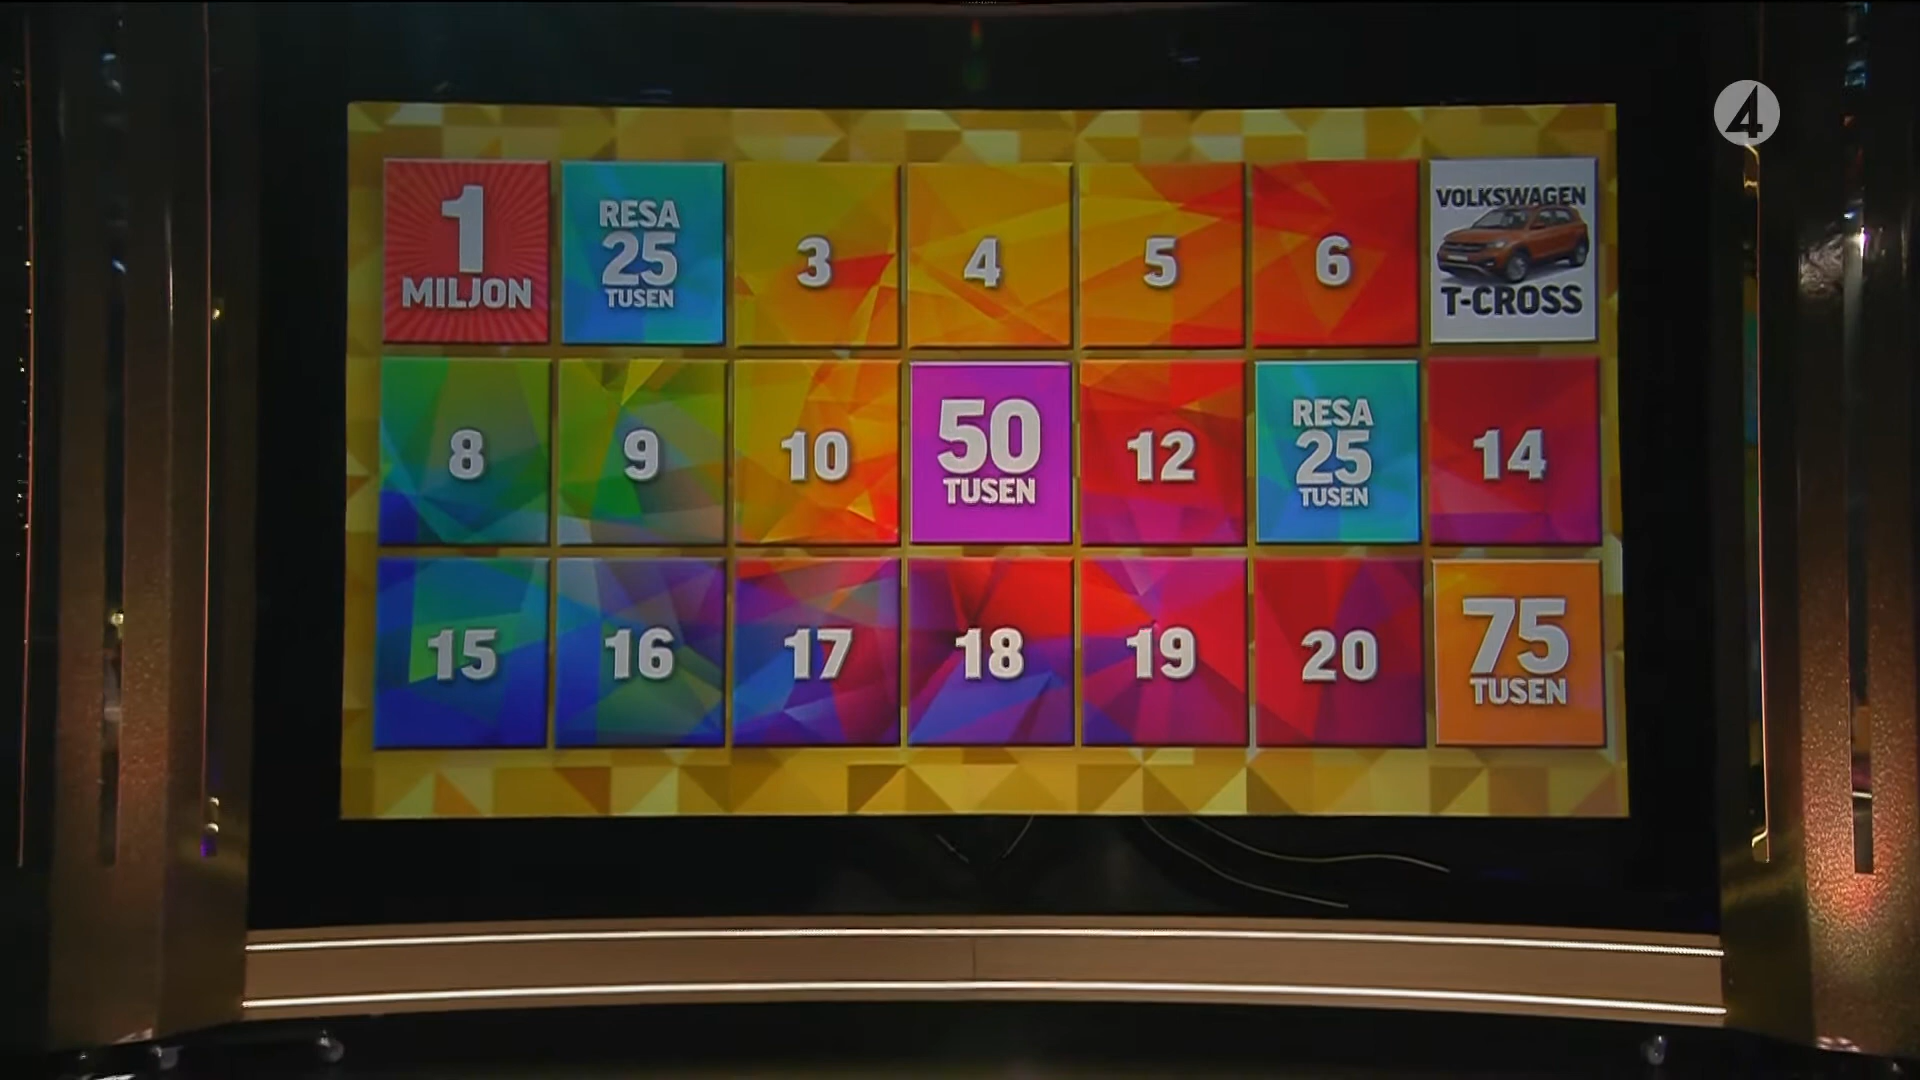 4
1
MILJON
RESA
25
TUSEN
3
4
5
6
VOLKSWAGEN
T-CROSS
8
9
10
50
TUSEN
12
RESA
25
TUSEN
14
15
16
17
18
19
20
75
TUSEN